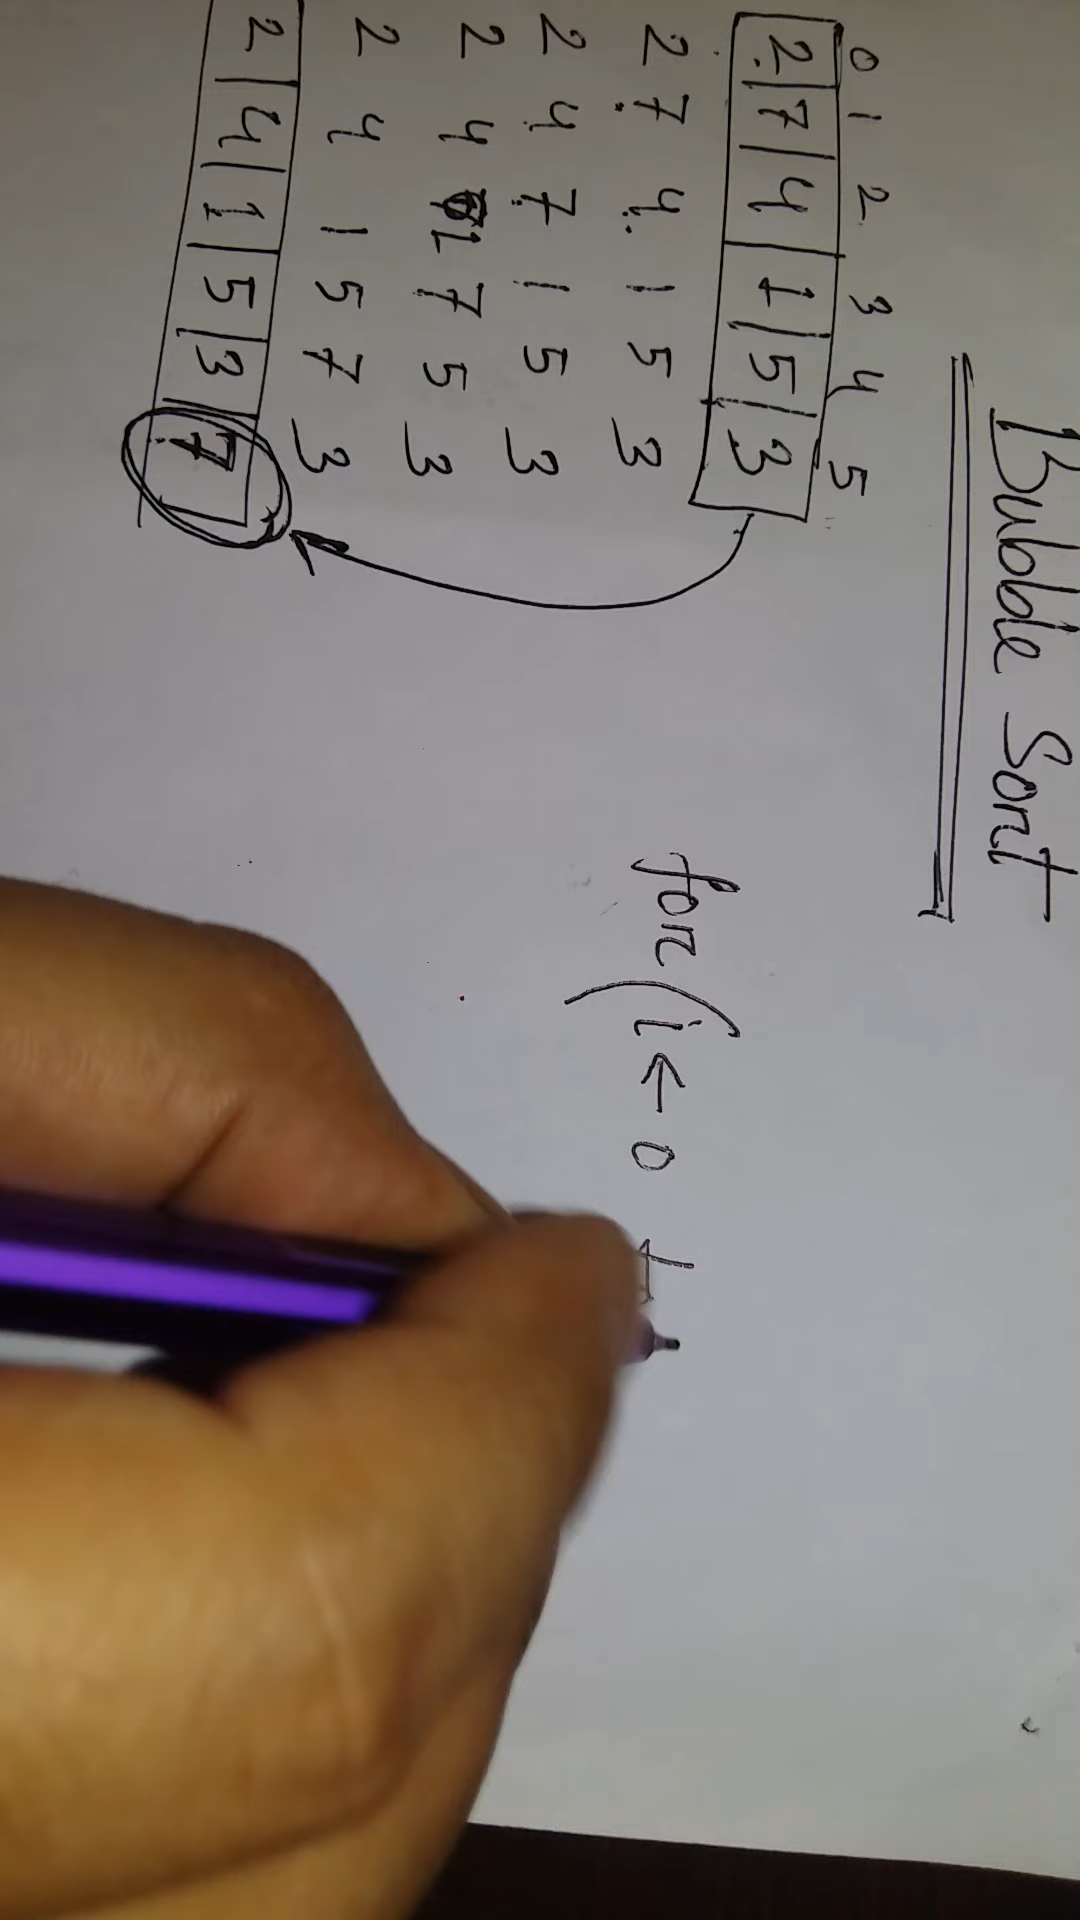 Bubble Sort
0 1 2 3 4 5
2 7 4 1 5 3
2 7 4 1 5 3
for (i ← 0 to
2 4 7 1 5 3
2 4 1 7 5 3
2 4 1 5 7 3
2 4 1 5 3 7